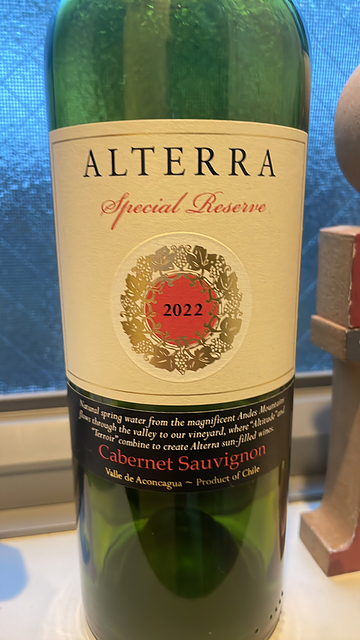 ALTERRA
Special Reserve
2022
Natural spring water from the magnificent Andes Mountains
flows through the valley to our vineyard, where "Altitude" and
"Terroir" combine to create Alterra sun-filled wines.
Cabernet Sauvignon
Valle de Aconcagua ~ Product of Chile